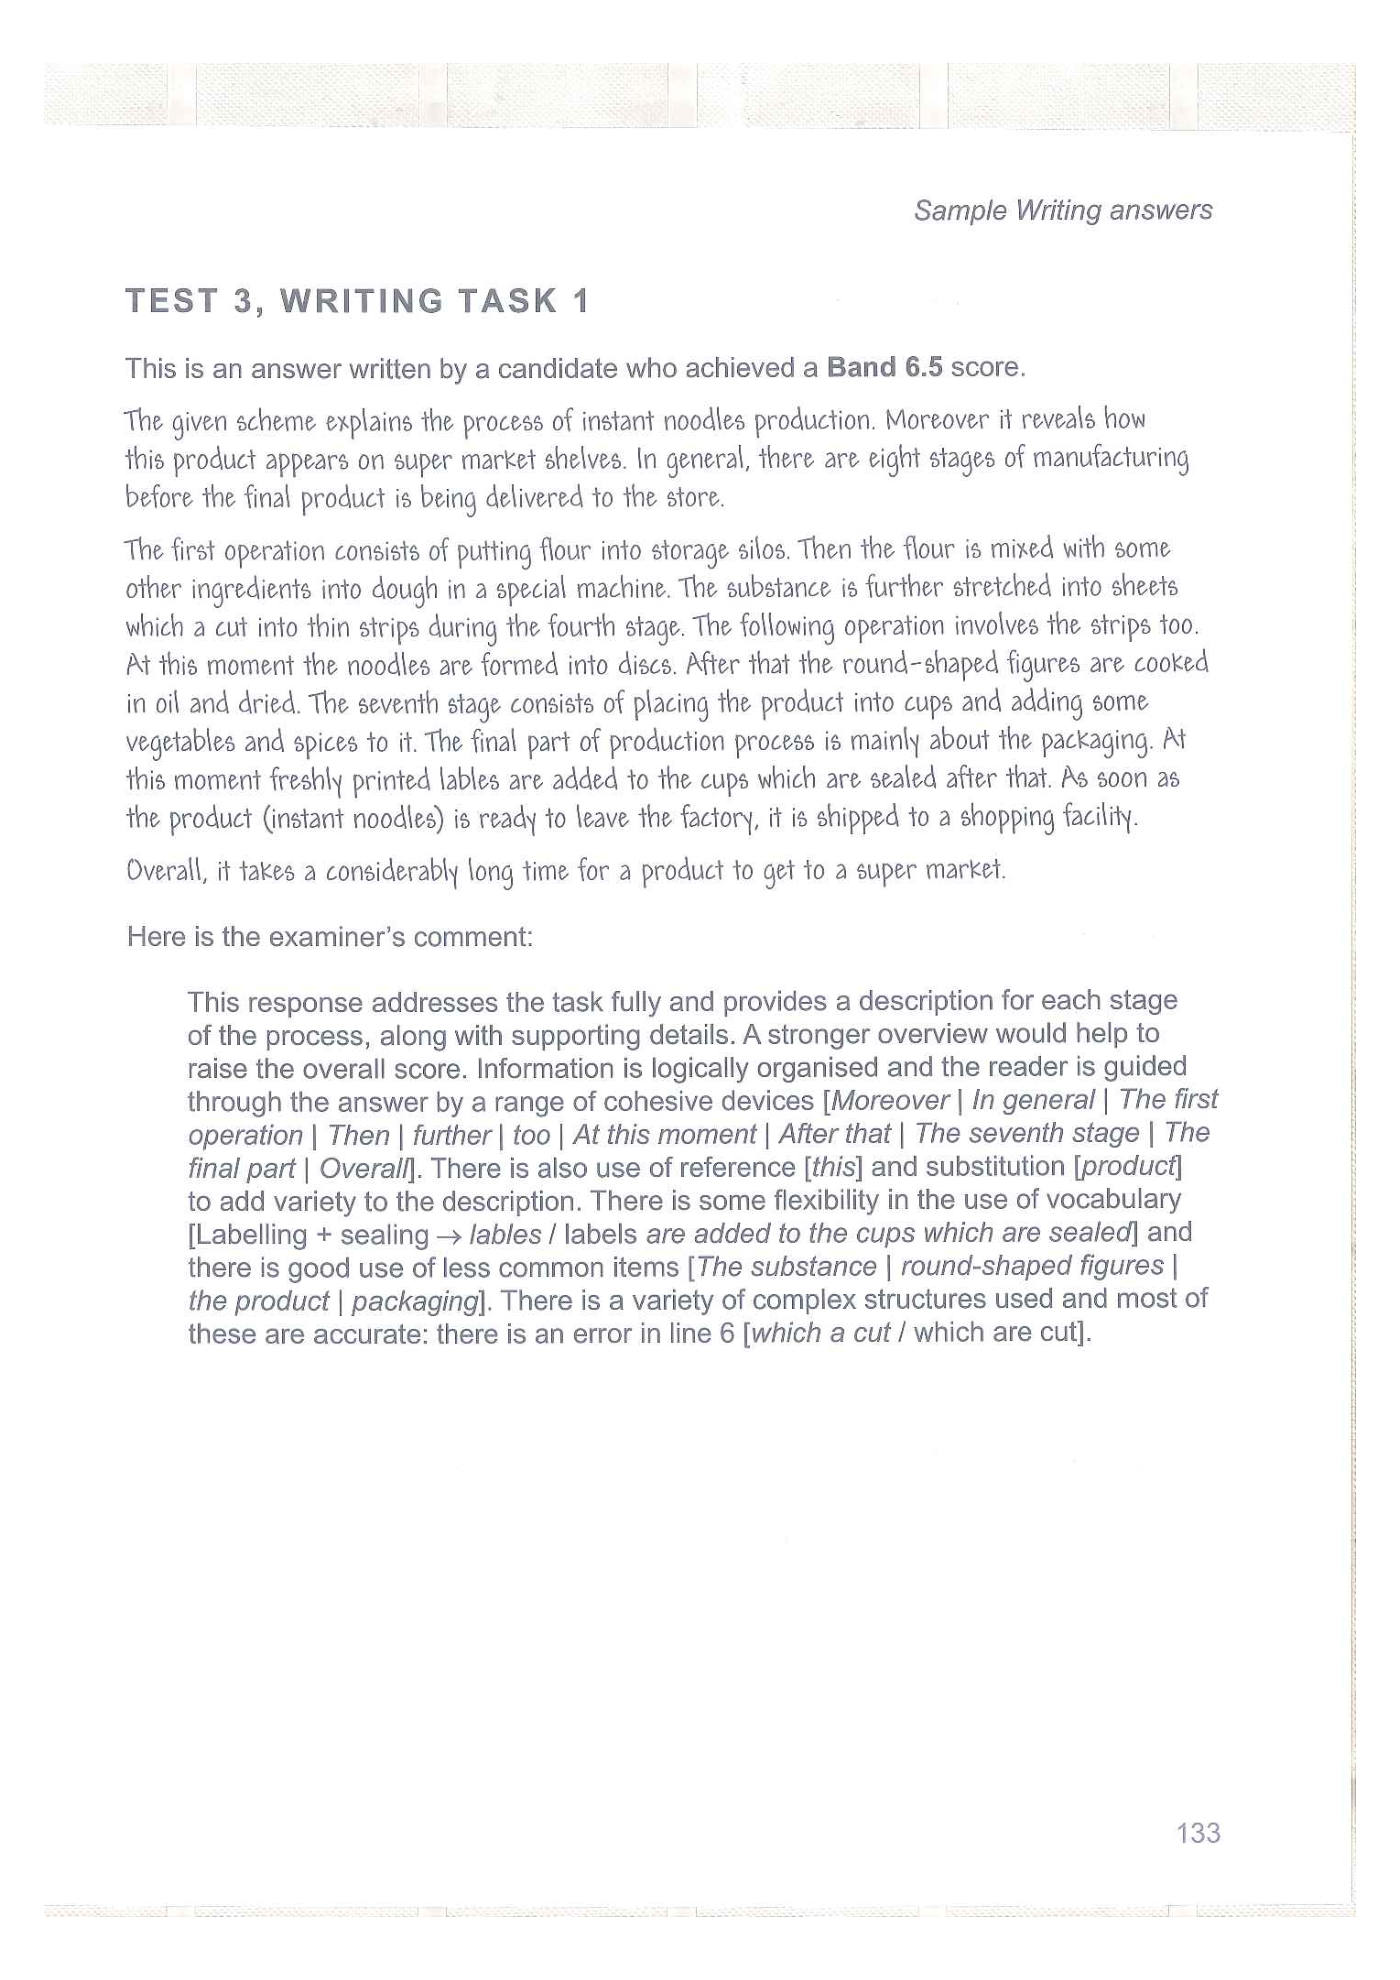 Sample Writing answers
TEST 3, WRITING TASK 1
This is an answer written by a candidate who achieved a Band 6.5 score.
The given scheme explains the process of instant noodles production. Moreover it reveals how
this product appears on super market shelves. In general, there are eight stages of manufacturing
before the final product is being delivered to the store.
The first operation consists of putting flour into storage silos. Then the flour is mixed with some
other ingredients into dough in a special machine. The substance is further stretched into sheets
which a cut into thin strips during the fourth stage. The following operation involves the strips too.
At this moment the noodles are formed into discs. After that the round-shaped figures are cooked
in oil and dried. The seventh stage consists of placing the product into cups and adding some
vegetables and spices to it. The final part of production process is mainly about the packaging. At
this moment freshly printed lables are added to the cups which are sealed after that. As soon as
the product (instant noodles) is ready to leave the factory, it is shipped to a shopping facility.
Overall, it takes a considerably long time for a product to get to a super market.
Here is the examiner's comment:
This response addresses the task fully and provides a description for each stage
of the process, along with supporting details. A stronger overview would help to
raise the overall score. Information is logically organised and the reader is guided
through the answer by a range of cohesive devices [Moreover | In general | The first
operation | Then | further | too | At this moment | After that | The seventh stage | The
final part | Overall]. There is also use of reference [this] and substitution [product]
to add variety to the description. There is some flexibility in the use of vocabulary
[Labelling + sealing → lables / labels are added to the cups which are sealed] and
there is good use of less common items [The substance | round-shaped figures |
the product | packaging]. There is a variety of complex structures used and most of
these are accurate: there is an error in line 6 [which a cut / which are cut].
133